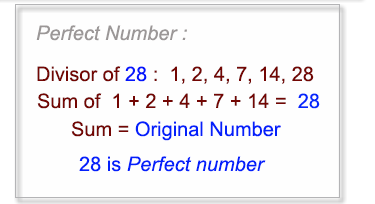 Perfect Number :
Divisor of 28 : 1, 2, 4, 7, 14, 28
Sum of 1 + 2 + 4 + 7 + 14 = 28
Sum = Original Number
28 is Perfect number